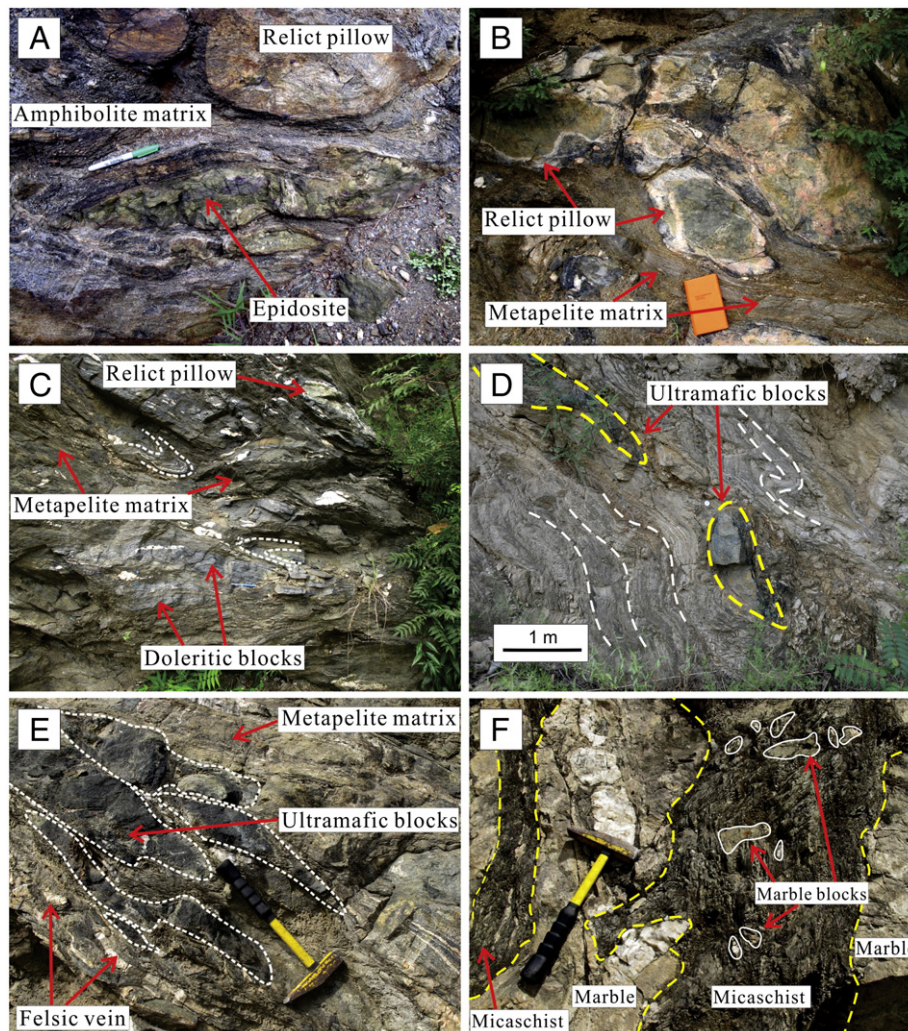 A
Relict pillow
Amphibolite matrix
Epidosite
B
Relict pillow
Metapelite matrix
C
Relict pillow
Metapelite matrix
Doleritic blocks
D
Ultramafic blocks
1 m
E
Metapelite matrix
Ultramafic blocks
Felsic vein
F
Marble blocks
Marble
Micaschist
Marble
Micaschist